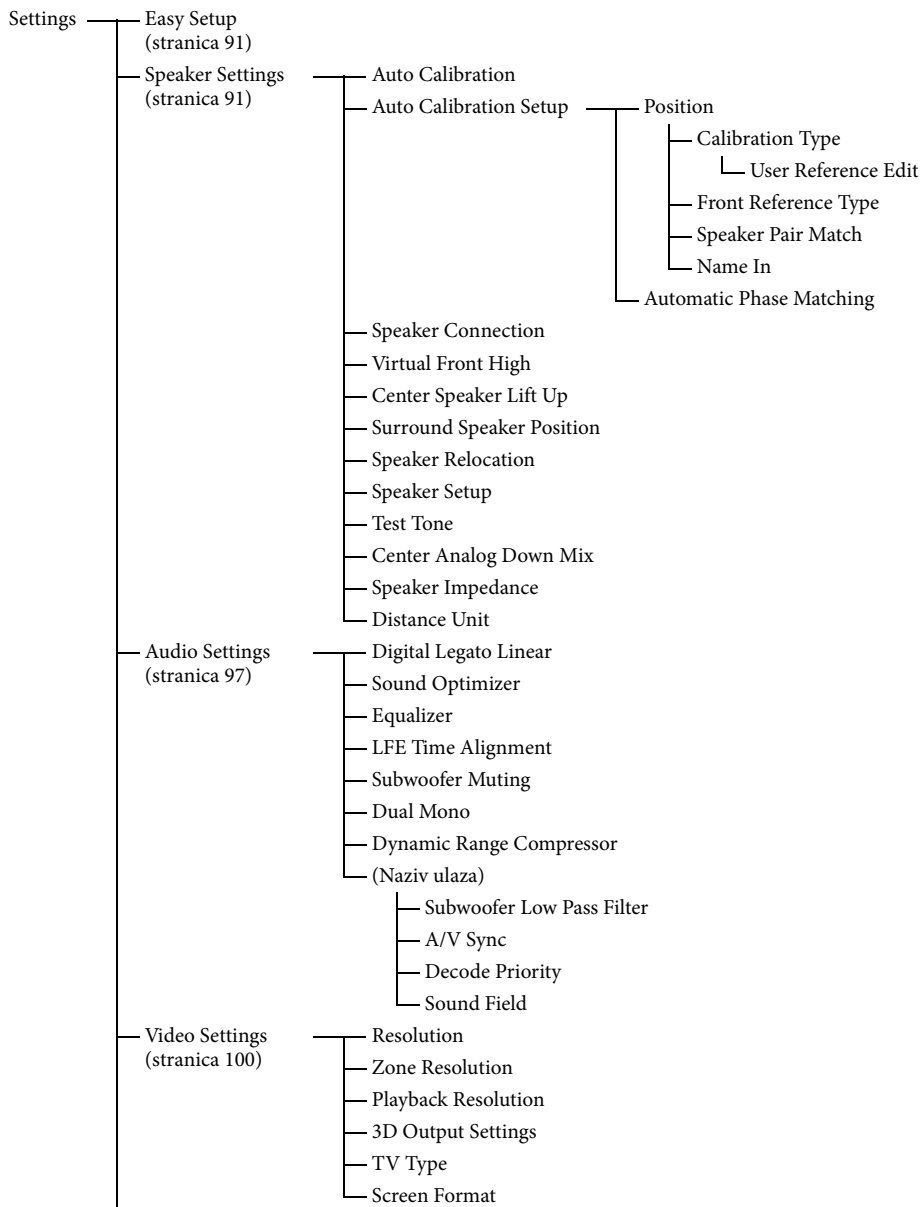 Settings
Easy Setup
(stranica 91)
Speaker Settings
(stranica 91)
Auto Calibration
Auto Calibration Setup
Position
Calibration Type
User Reference Edit
Front Reference Type
Speaker Pair Match
Name In
Automatic Phase Matching
Speaker Connection
Virtual Front High
Center Speaker Lift Up
Surround Speaker Position
Speaker Relocation
Speaker Setup
Test Tone
Center Analog Down Mix
Speaker Impedance
Distance Unit
Audio Settings
(stranica 97)
Digital Legato Linear
Sound Optimizer
Equalizer
LFE Time Alignment
Subwoofer Muting
Dual Mono
Dynamic Range Compressor
(Naziv ulaza)
Subwoofer Low Pass Filter
A/V Sync
Decode Priority
Sound Field
Video Settings
(stranica 100)
Resolution
Zone Resolution
Playback Resolution
3D Output Settings
TV Type
Screen Format